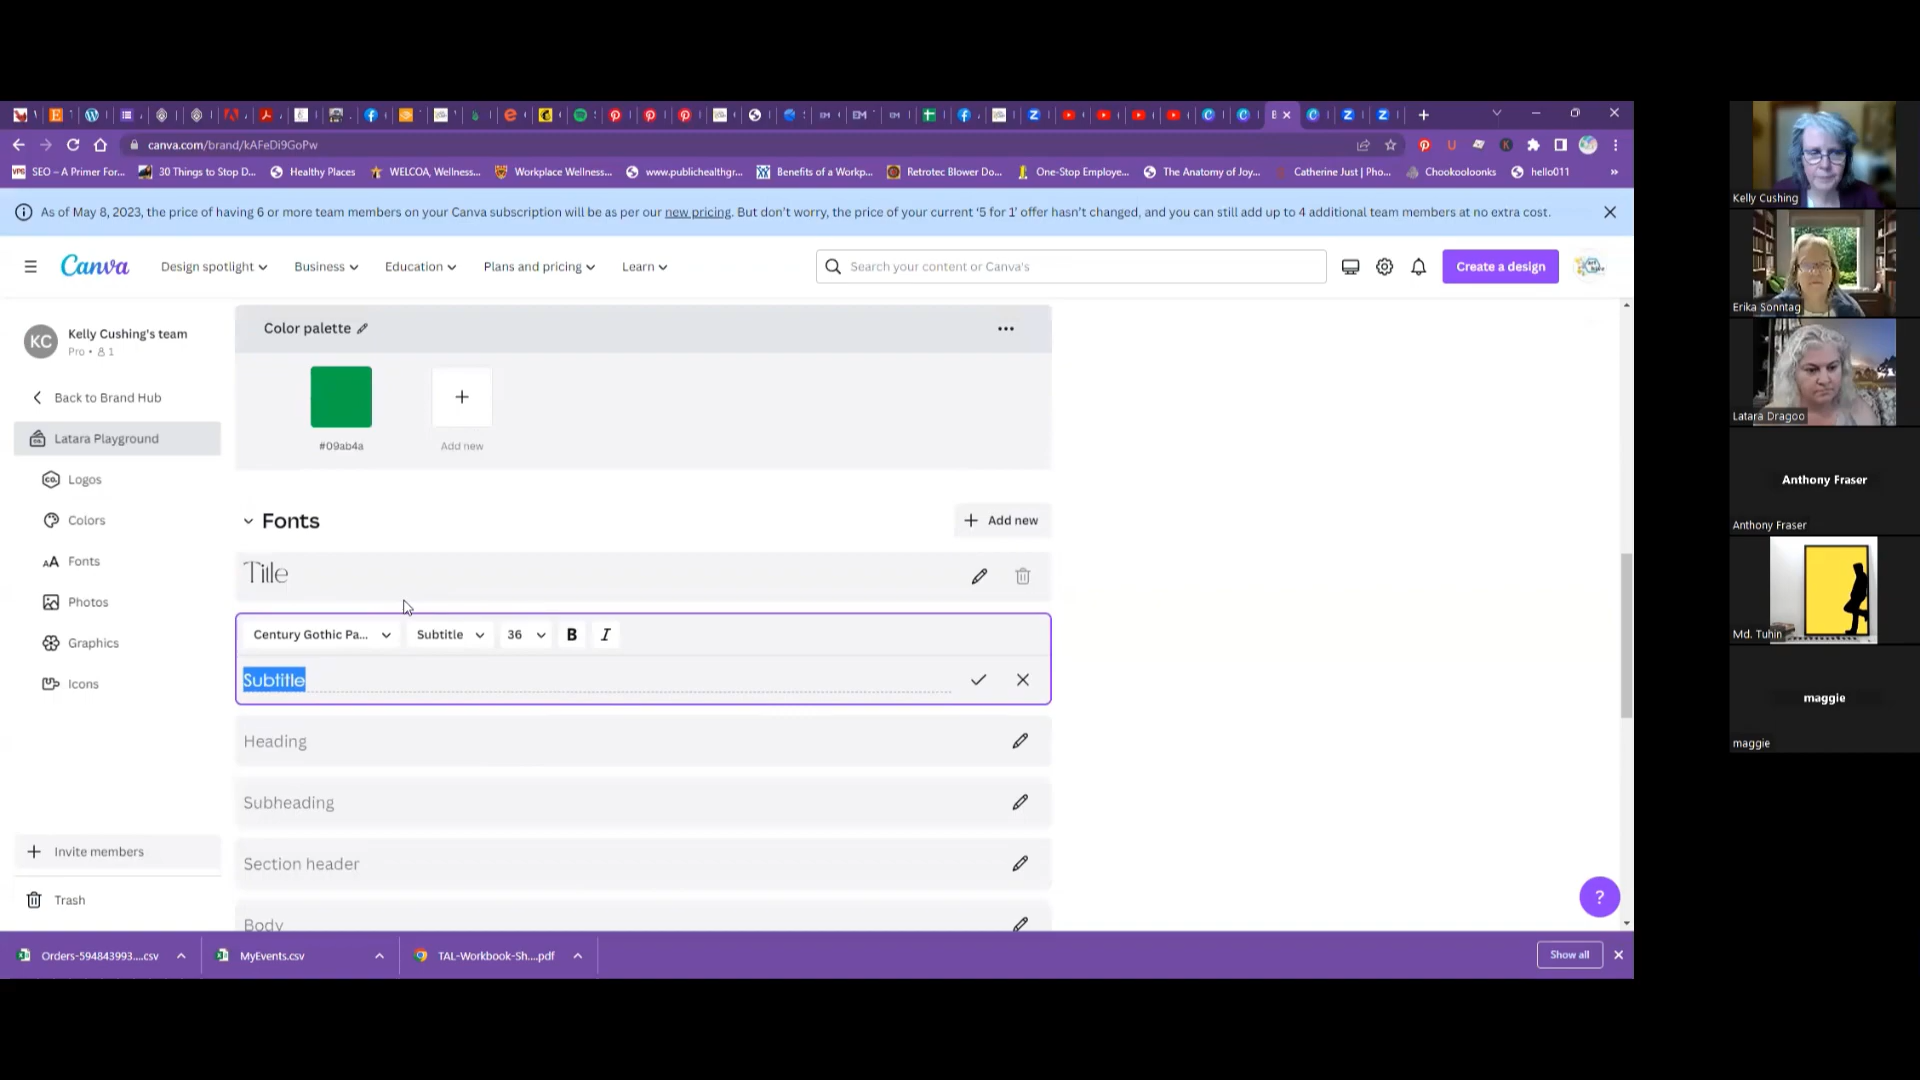 canva.com/brand/kAFeDi9GoPw
SEO – A Primer For...
30 Things to Stop D...
Healthy Places
WELCOA, Wellness...
Workplace Wellness...
www.publichealthgr...
Benefits of a Workp...
Retrotec Blower Do...
One-Stop Employe...
The Anatomy of Joy...
Catherine Just | Pho...
Chookooloonks
hello011
»
As of May 8, 2023, the price of having 6 or more team members on your Canva subscription will be as per our new pricing. But don’t worry, the price of your current ‘5 for 1’ offer hasn’t changed, and you can still add up to 4 additional team members at no extra cost.
Canva
Design spotlight
Business
Education
Plans and pricing
Learn
Search your content or Canva's
Create a design
KC
Kelly Cushing's team
Pro • 1
Back to Brand Hub
Latara Playground
Logos
Colors
Fonts
Photos
Graphics
Icons
Invite members
Trash
Color palette
#09ab4a
Add new
Fonts
Add new
Title
Century Gothic Pa...
Subtitle
36
B
I
Subtitle
Heading
Subheading
Section header
Body
?
Orders-594843993....csv
MyEvents.csv
TAL-Workbook-Sh....pdf
Show all
Kelly Cushing
Erika Sonntag
Latara Dragoo
Anthony Fraser
Anthony Fraser
Md. Tuhin
maggie
maggie